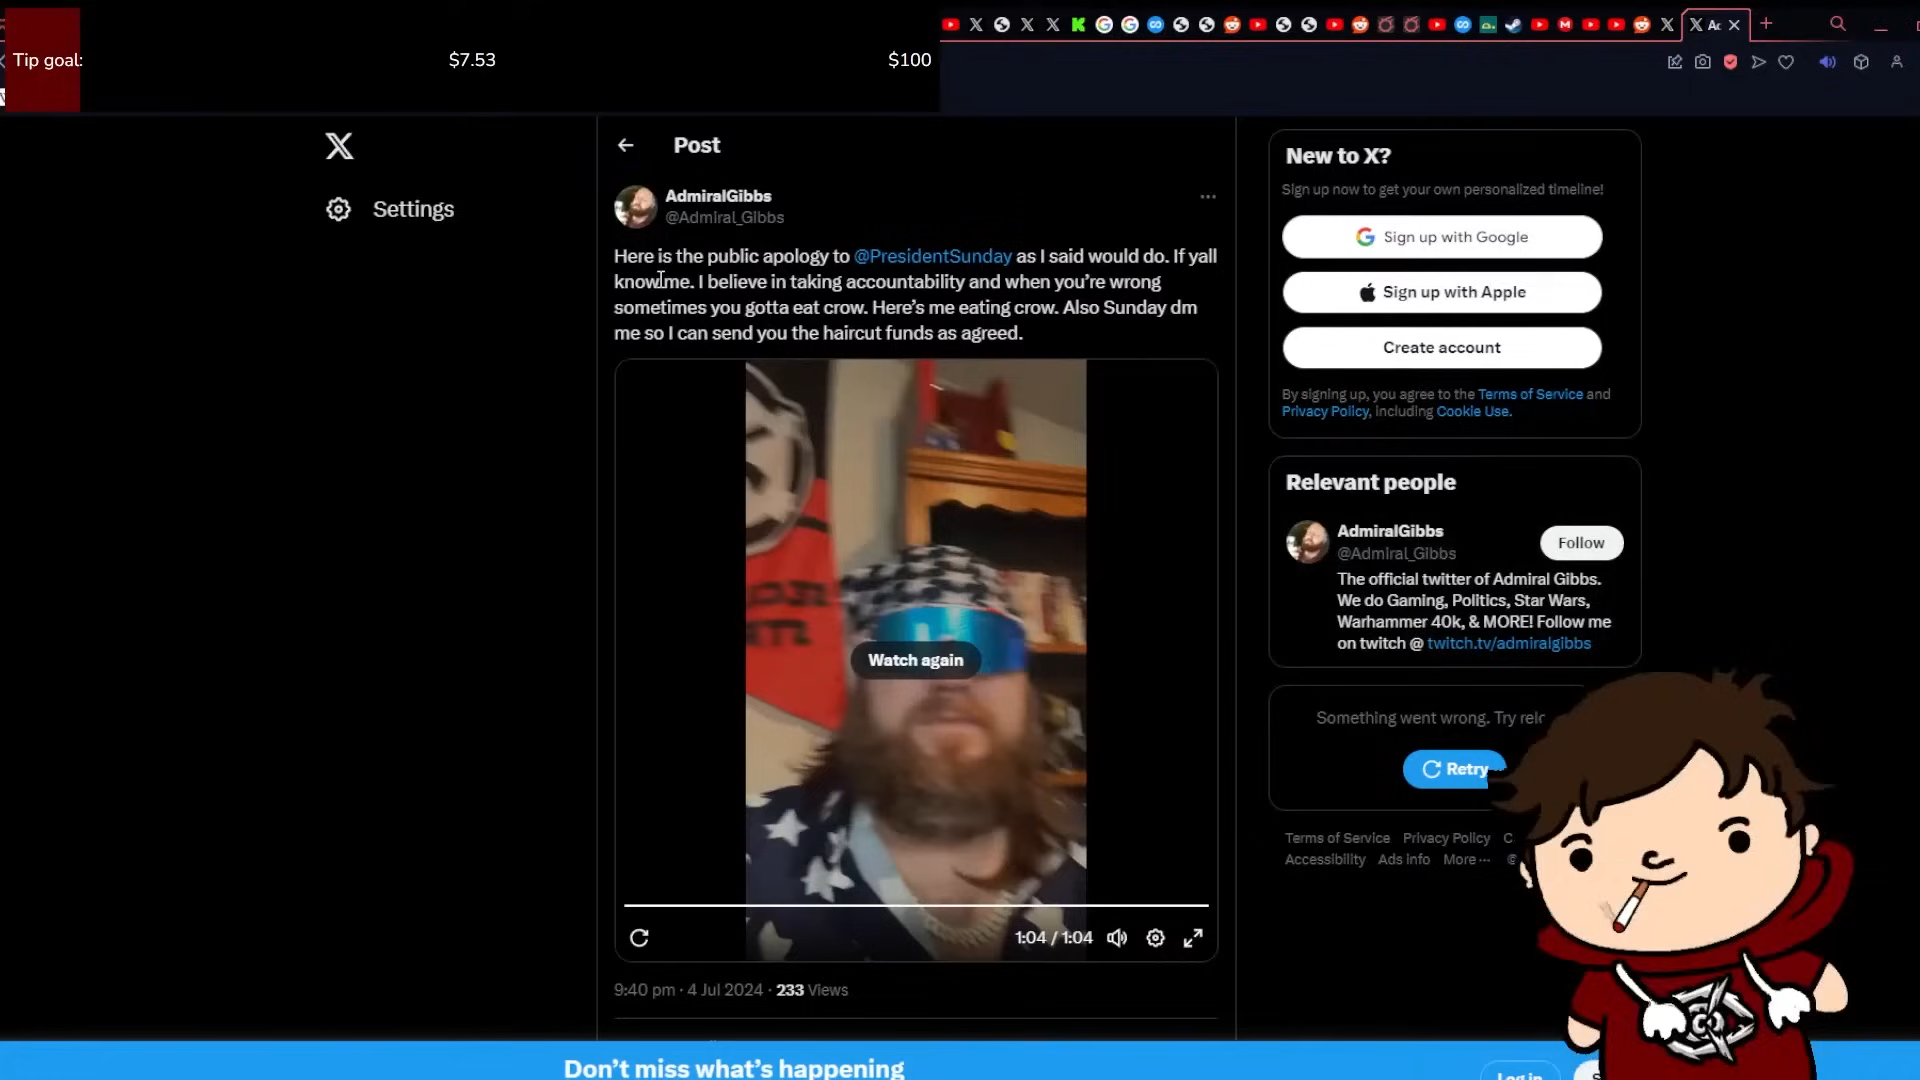 Tip goal:
$7.53
$100
Settings
Post
AdmiralGibbs
@Admiral_Gibbs
Here is the public apology to @PresidentSunday as I said would do. If yall
know me. I believe in taking accountability and when you're wrong
sometimes you gotta eat crow. Here's me eating crow. Also Sunday dm
me so I can send you the haircut funds as agreed.
Watch again
1:04 / 1:04
9:40 pm · 4 Jul 2024 · 233 Views
New to X?
Sign up now to get your own personalized timeline!
Sign up with Google
Sign up with Apple
Create account
By signing up, you agree to the Terms of Service and
Privacy Policy, including Cookie Use.
Relevant people
AdmiralGibbs
@Admiral_Gibbs
Follow
The official twitter of Admiral Gibbs.
We do Gaming, Politics, Star Wars,
Warhammer 40k, & MORE! Follow me
on twitch @ twitch.tv/admiralgibbs
Something went wrong. Try
Retry
Terms of Service Privacy Policy
Accessibility Ads info More ...
Don't miss what's happening
Log in